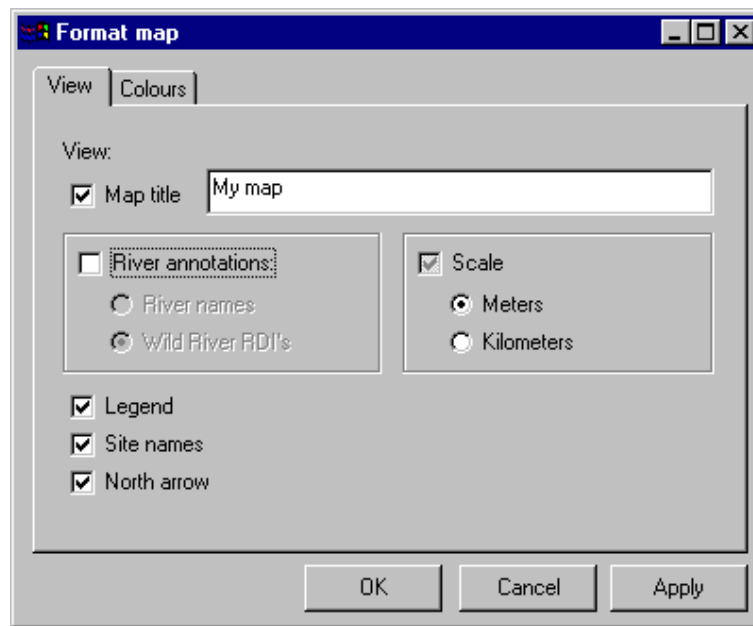 Format map
View Colours
View:
Map title My map
River annotations:
River names
Wild River RDI's
Scale
Meters
Kilometers
Legend
Site names
North arrow
OK Cancel Apply